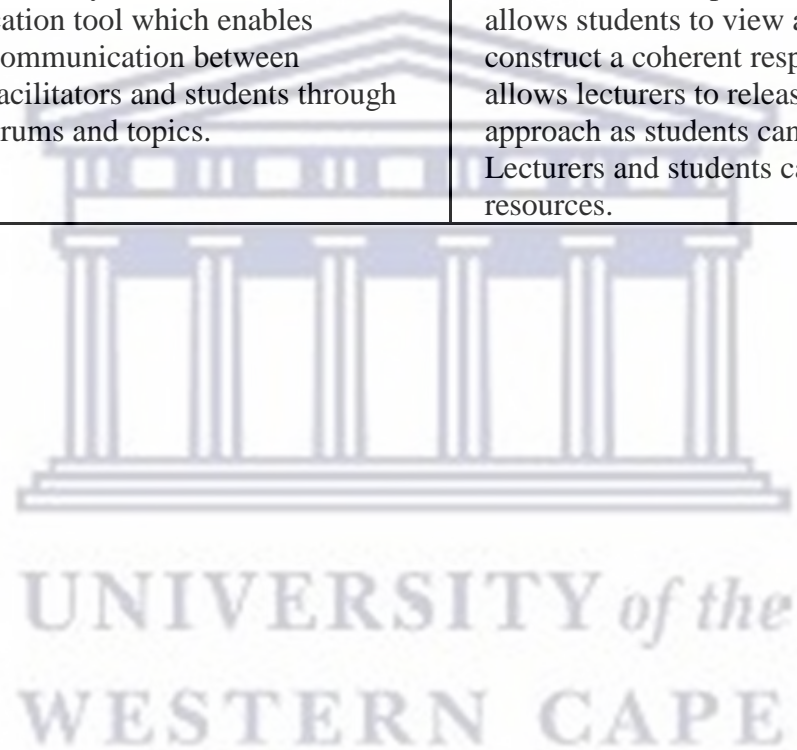 cation tool which enables
ommunication between
acilitators and students through
rums and topics.
allows students to view a
construct a coherent resp
allows lecturers to releas
approach as students can
Lecturers and students ca
resources.
UNIVERSITY of the
WESTERN CAPE